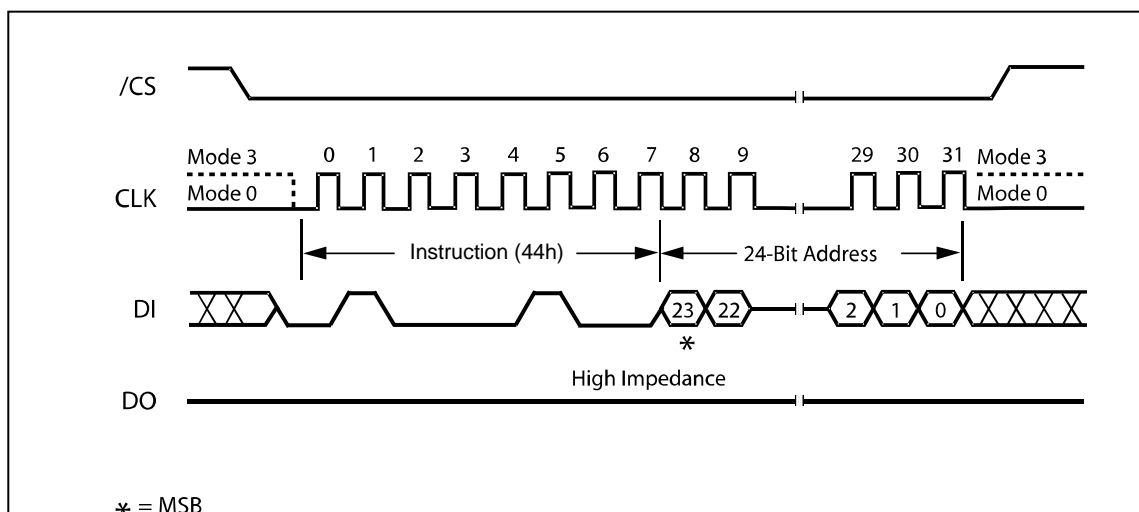 /CS
Mode 3 0 1 2 3 4 5 6 7 8 9 29 30 31 Mode 3
CLK Mode 0 Mode 0
Instruction (44h) 24-Bit Address
DI 23 22 2 1 0
*
High Impedance
DO
* = MSB